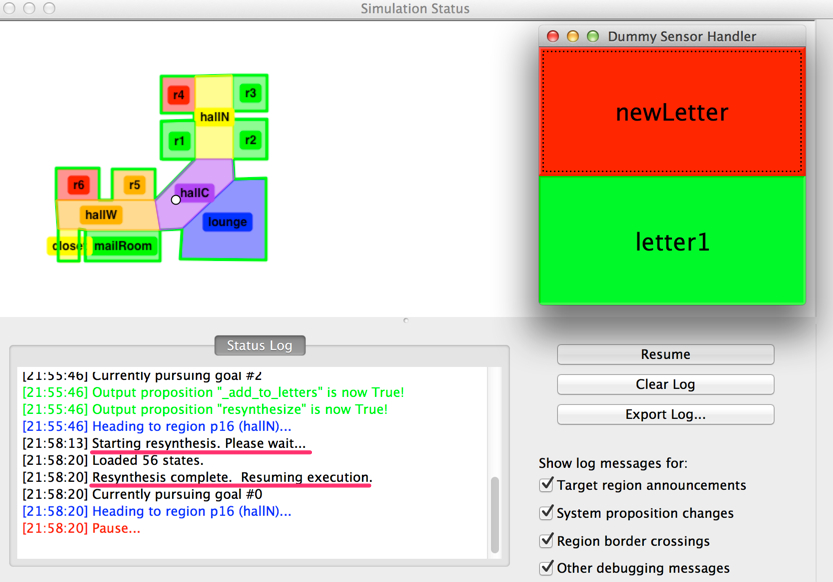 Simulation Status
Dummy Sensor Handler
r4
r3
hallN
newLetter
r1
r2
r6
r5
hallC
hallW
lounge
mailRoom
letter1
Status Log
[21:55:46] Currently pursuing goal #2
[21:55:46] Output proposition "_add_to_letters" is now True!
[21:55:46] Output proposition "resynthesize" is now True!
[21:55:46] Heading to region p16 (hallN)...
[21:58:13] Starting resynthesis. Please wait...
[21:58:20] Loaded 56 states.
[21:58:20] Resynthesis complete.  Resuming execution.
[21:58:20] Currently pursuing goal #0
[21:58:20] Heading to region p16 (hallN)...
[21:58:20] Pause...
Resume
Clear Log
Export Log...
Show log messages for:
Target region announcements
System proposition changes
Region border crossings
Other debugging messages